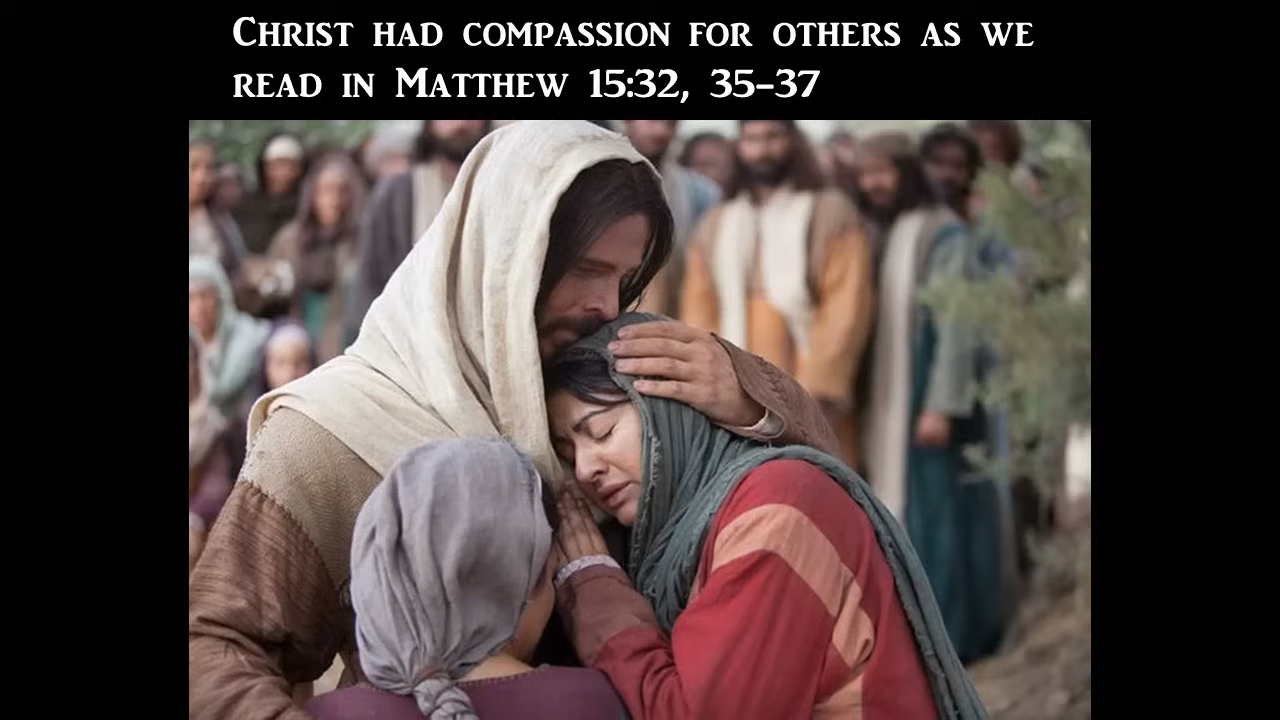 Christ had compassion for others as we
read in Matthew 15:32, 35-37